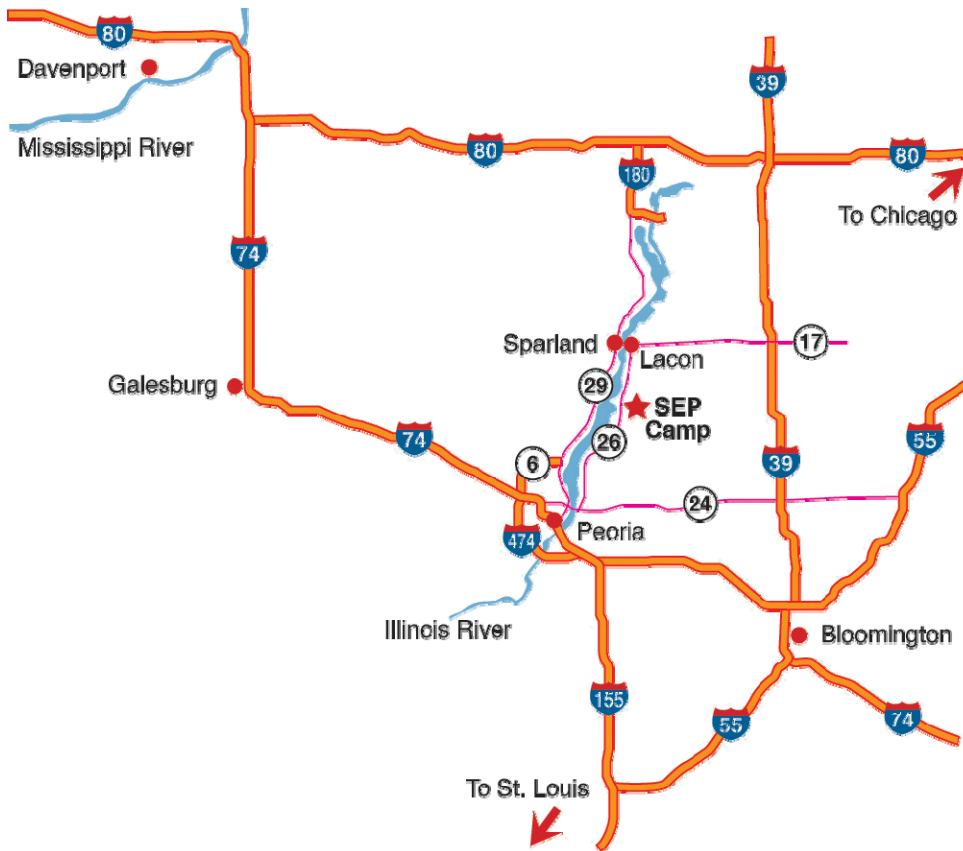 80
Davenport
Mississippi River
39
80
80
180
To Chicago
74
Sparland
Lacon
17
Galesburg
29
SEP
Camp
26
74
55
6
39
24
474
Peoria
Illincis River
Bloomington
155
55
74
To St. Louis